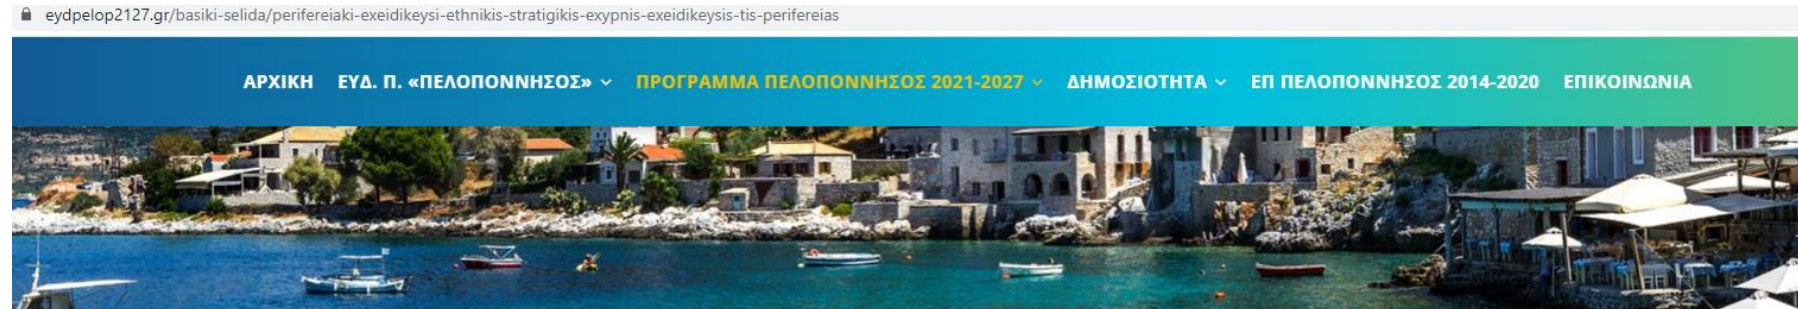 eydpelop2127.gr/basiki-selida/perifereiaki-exeidikeysi-ethnikis-stratigikis-exypnis-exeidikeysis-tis-perifereias
ΑΡΧΙΚΗ ΕΥΔ. Π. «ΠΕΛΟΠΟΝΝΗΣΟΣ» ΠΡΟΓΡΑΜΜΑ ΠΕΛΟΠΟΝΝΗΣΟΣ 2021-2027 ΔΗΜΟΣΙΟΤΗΤΑ ΕΠ ΠΕΛΟΠΟΝΝΗΣΟΣ 2014-2020 ΕΠΙΚΟΙΝΩΝΙΑ